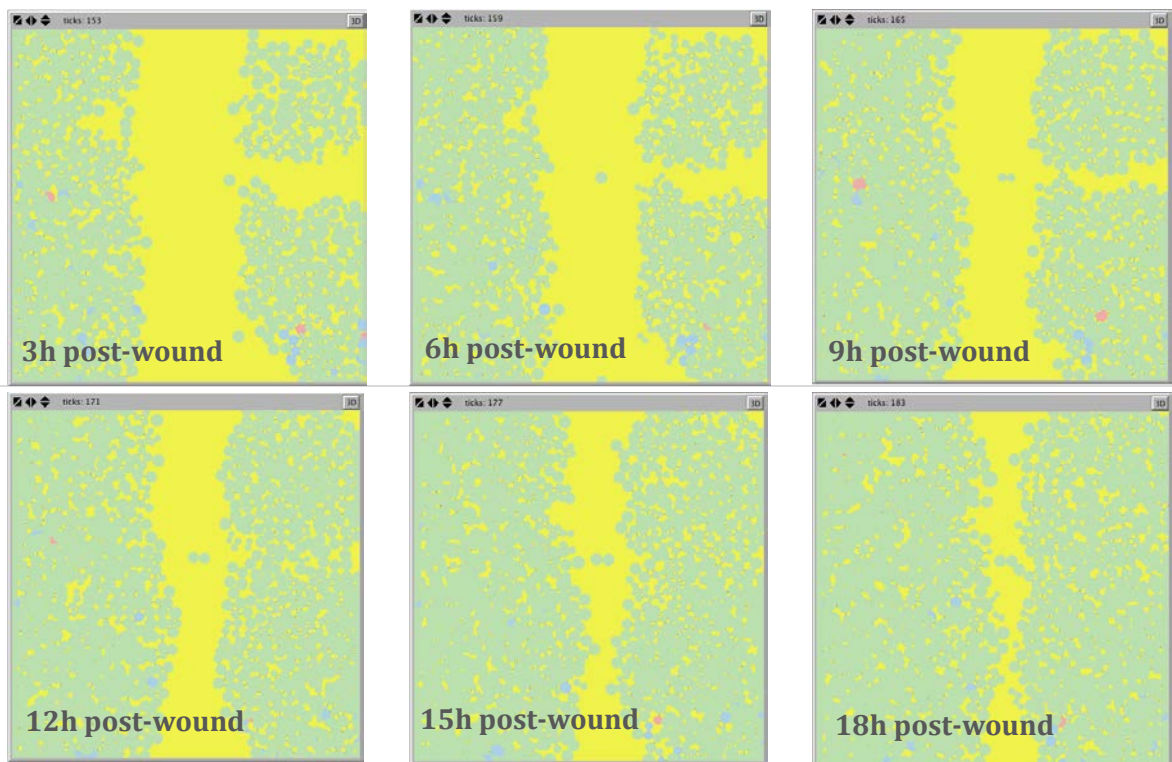 ticks: 153
3D
ticks: 159
3D
ticks: 165
3D
3h post-wound
6h post-wound
9h post-wound
ticks: 171
3D
ticks: 177
3D
ticks: 183
3D
12h post-wound
15h post-wound
18h post-wound